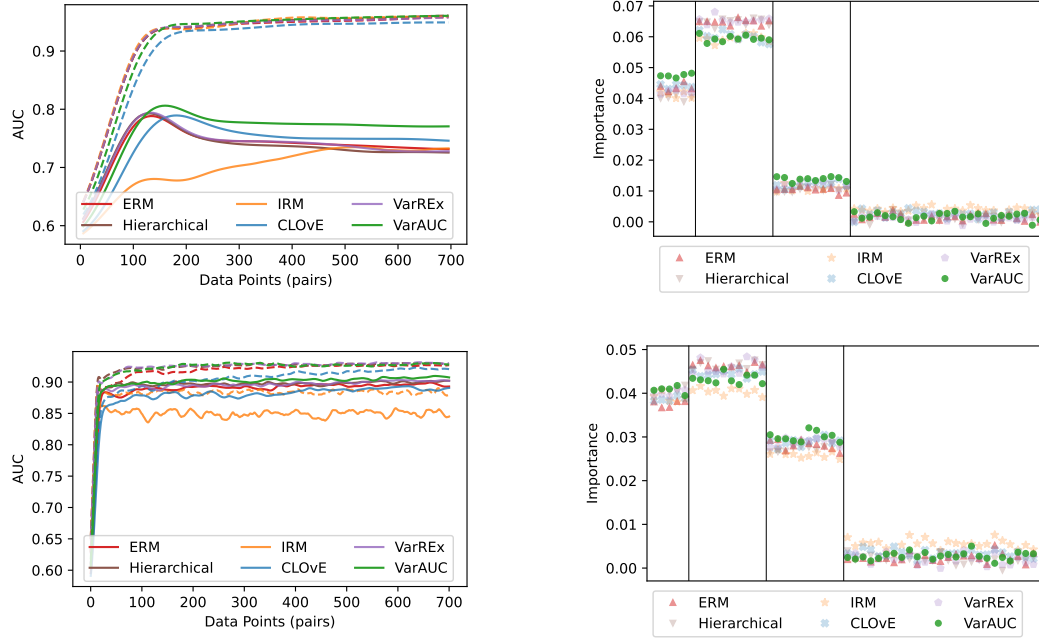 0.9
0.8
0.7
0.6
AUC
0 100 200 300 400 500 600 700
Data Points (pairs)
ERM IRM VarREx
Hierarchical CLOvE VarAUC
0.07
0.06
0.05
0.04
0.03
0.02
0.01
0.00
Importance
ERM IRM VarREx
Hierarchical CLOvE VarAUC
0.90
0.85
0.80
0.75
0.70
0.65
0.60
AUC
0 100 200 300 400 500 600 700
Data Points (pairs)
ERM IRM VarREx
Hierarchical CLOvE VarAUC
0.05
0.04
0.03
0.02
0.01
0.00
Importance
ERM IRM VarREx
Hierarchical CLOvE VarAUC